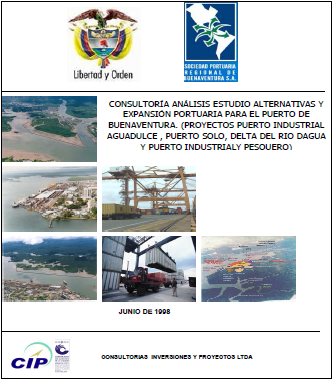 Libertad y Orden
SOCIEDAD PORTUARIA
REGIONAL DE
BUENAVENTURA S.A.
CONSULTORÍA ANÁLISIS ESTUDIO ALTERNATIVAS Y
EXPANSIÓN PORTUARIA PARA EL PUERTO DE
BUENAVENTURA. (PROYECTOS PUERTO INDUSTRIAL
AGUADULCE , PUERTO SOLO, DELTA DEL RIO DAGUA
Y PUERTO INDUSTRIALY PESQUERO)
JUNIO DE 1998
CIP
CONSULTORIAS INVERSIONES Y PROYECTOS LTDA